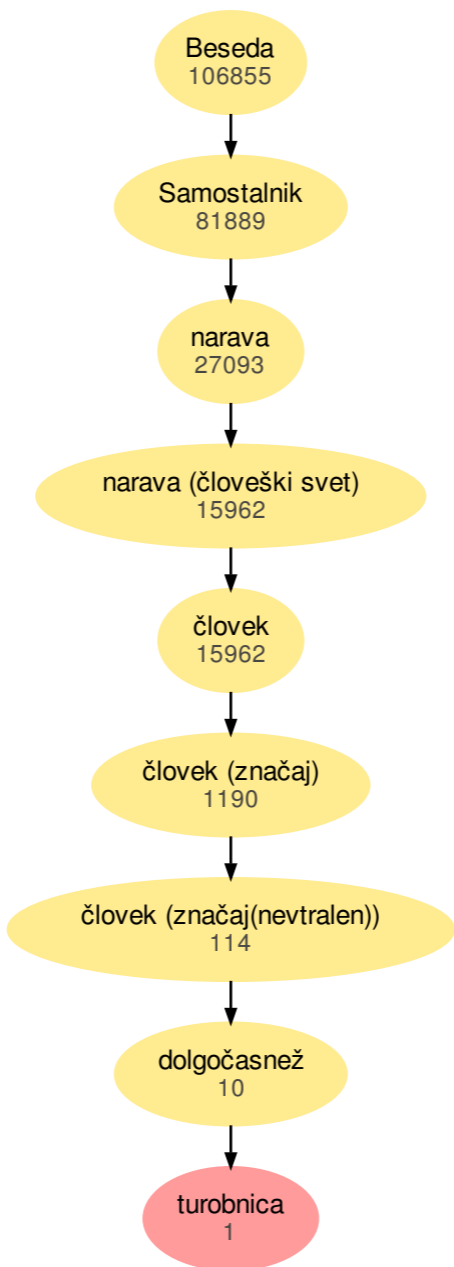 Beseda
106855
Samostalnik
81889
narava
27093
narava (človeški svet)
15962
človek
15962
človek (značaj)
1190
človek (značaj(nevtralen))
114
dolgočasnež
10
turobnica
1